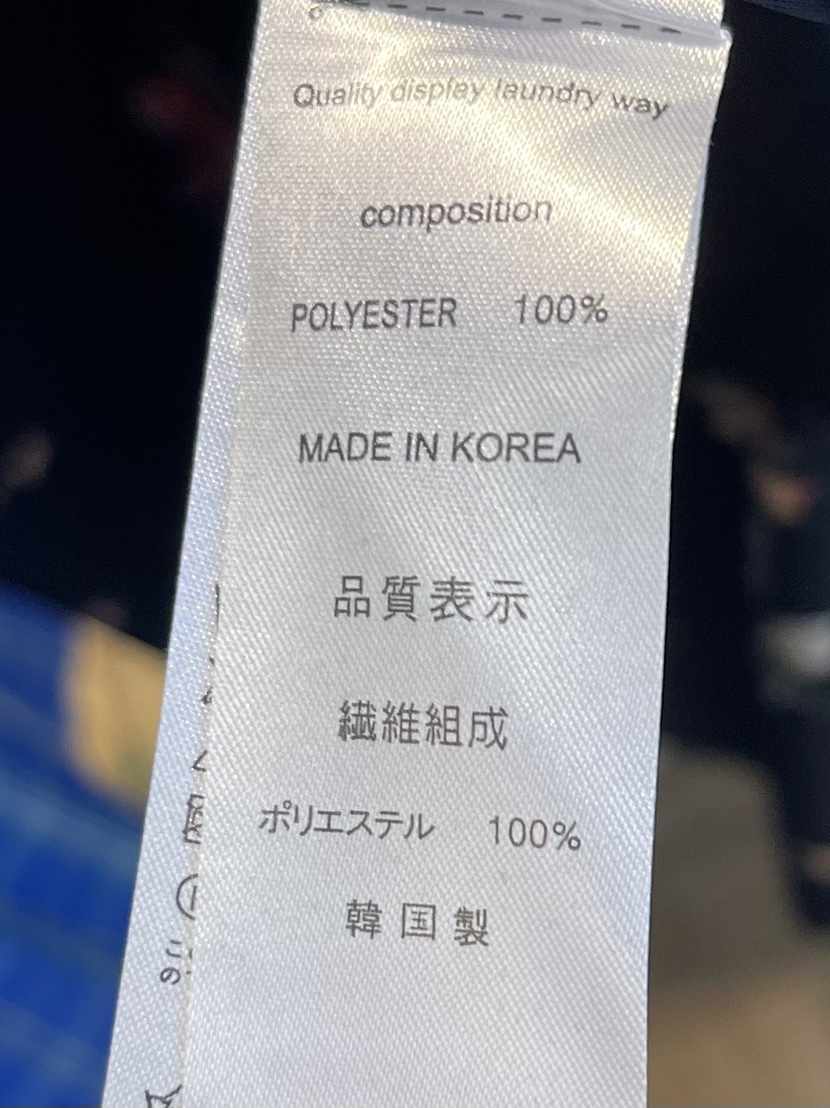 Quality display laundry way
composition
POLYESTER 100%
MADE IN KOREA
品質表示
繊維組成
ポリエステル 100%
韓国製